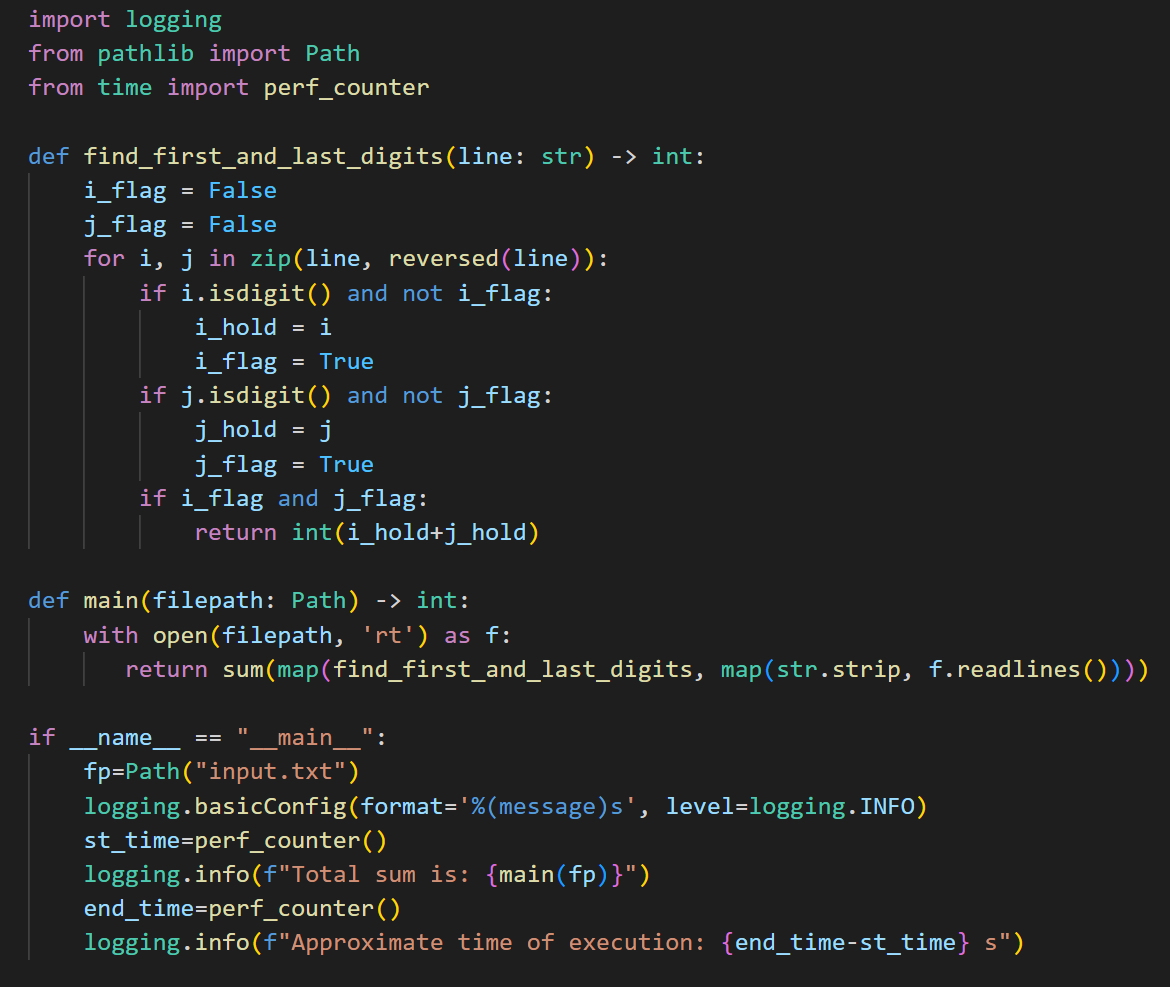 import logging
from pathlib import Path
from time import perf_counter

def find_first_and_last_digits(line: str) -> int:
    i_flag = False
    j_flag = False
    for i, j in zip(line, reversed(line)):
        if i.isdigit() and not i_flag:
            i_hold = i
            i_flag = True
        if j.isdigit() and not j_flag:
            j_hold = j
            j_flag = True
        if i_flag and j_flag:
            return int(i_hold+j_hold)

def main(filepath: Path) -> int:
    with open(filepath, 'rt') as f:
       return sum(map(find_first_and_last_digits, map(str.strip, f.readlines())))

if __name__ == "__main__":
    fp=Path("input.txt")
    logging.basicConfig(format='%(message)s', level=logging.INFO)
    st_time=perf_counter()
    logging.info(f"Total sum is: {main(fp)}")
    end_time=perf_counter()
    logging.info(f"Approximate time of execution: {end_time-st_time} s")